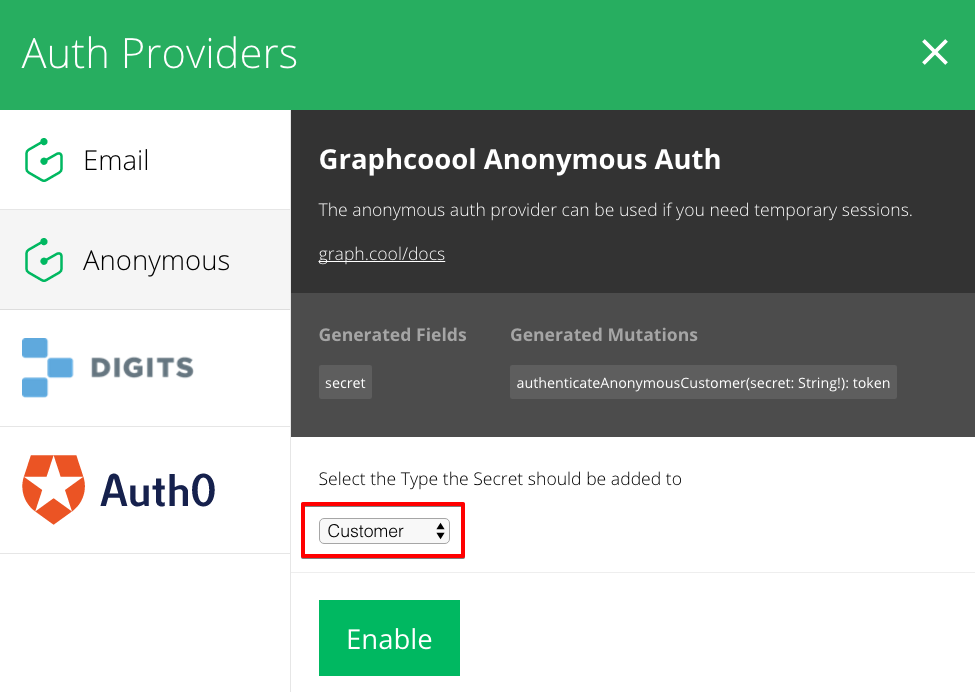 Auth Providers
Email
Anonymous
DIGITS
Auth0
Graphcoool Anonymous Auth
The anonymous auth provider can be used if you need temporary sessions.
graph.cool/docs
Generated Fields
secret
Generated Mutations
authenticateAnonymousCustomer(secret: String!): token
Select the Type the Secret should be added to
Customer
Enable